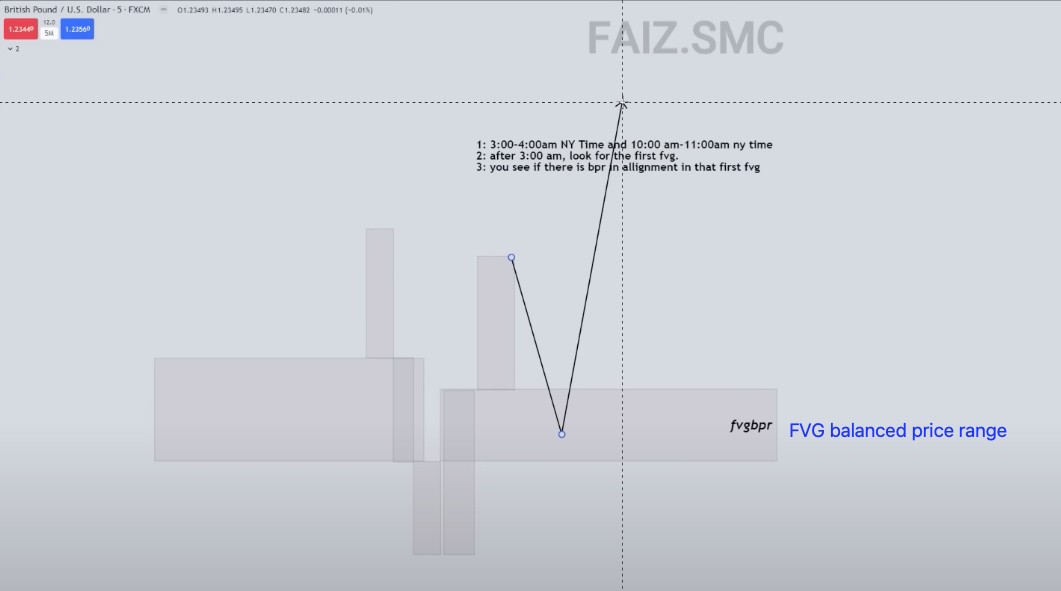 British Pound / U.S. Dollar · 5 · FXCM O1.23493 H1.23495 L1.23470 C1.23482 −0.00011 (−0.01%)
FAIZ.SMC
1.23448 12.0 1.23568
5M
2
1: 3:00-4:00am NY Time and 10:00 am-11:00am ny time
2: after 3:00 am, look for the first fvg.
3: you see if there is bpr in allignment in that first fvg
fvgbpr
FVG balanced price range